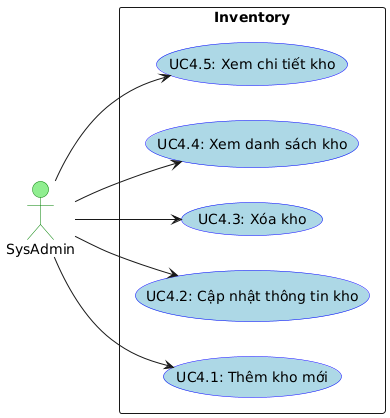 Inventory
UC4.5: Xem chi tiết kho
UC4.4: Xem danh sách kho
UC4.3: Xóa kho
SysAdmin
UC4.2: Cập nhật thông tin kho
UC4.1: Thêm kho mới